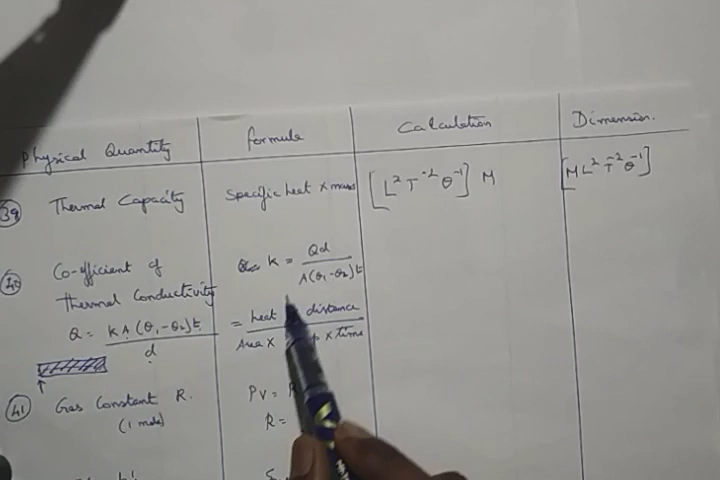 Physical Quantity	Formula	Calculation	Dimension.
39 Thermal Capacity	Specific heat × mass	[L² T⁻² θ⁻¹] M	[M L² T⁻² θ⁻¹]
40 Co-efficient of
Thermal Conductivity
Q = KA(θ₁-θ₂)t / d
K = Qd / A(θ₁-θ₂)t
= heat distance / Area × × time
41 Gas Constant R.
(1 mole)
PV =
R =